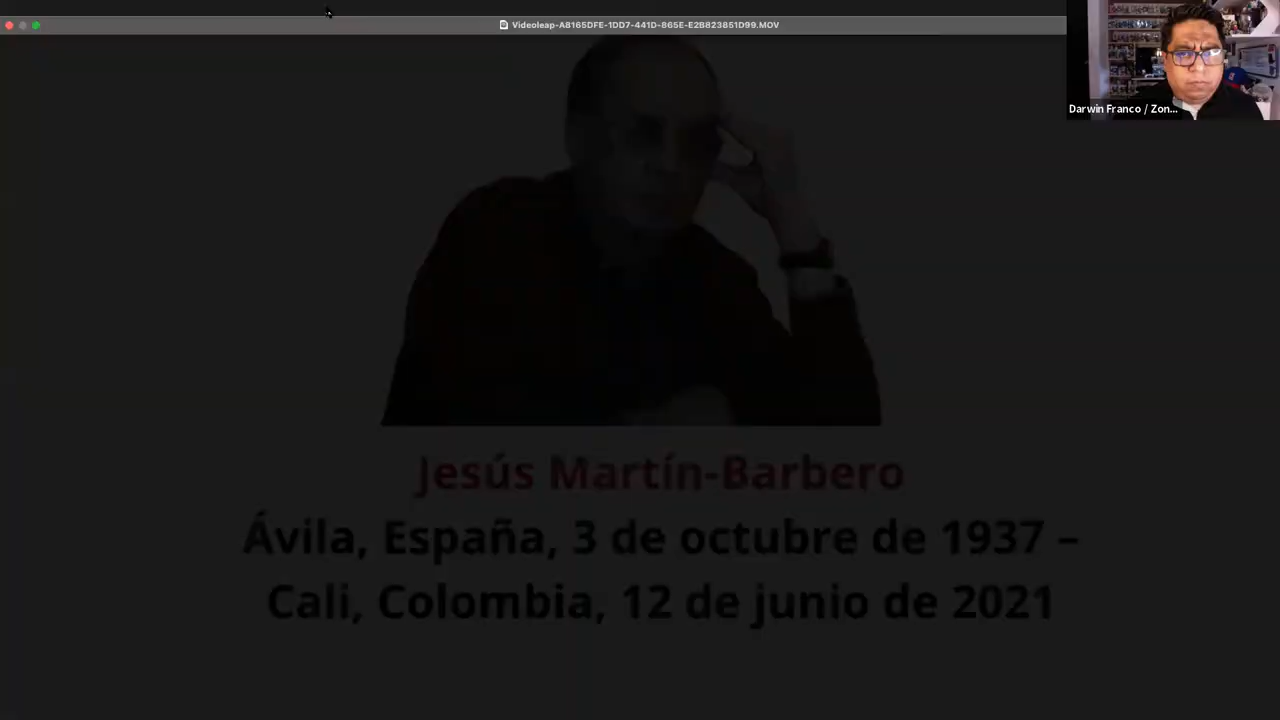 Videoleap-A8165DFE-1DD7-441D-865E-E2B823851D99.MOV
Darwin Franco / Zon...
Jesús Martín-Barbero
Ávila, España, 3 de octubre de 1937 –
Cali, Colombia, 12 de junio de 2021